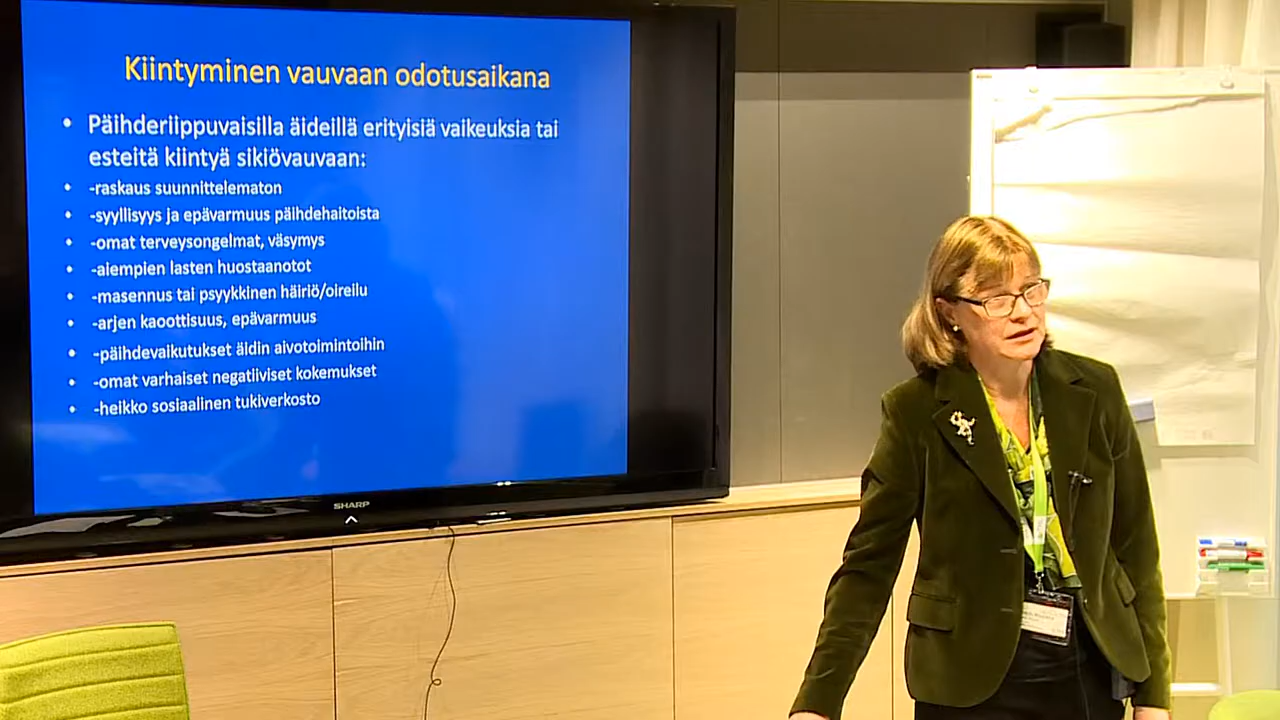 Kiintyminen vauvaan odotusaikana
• Päihderiippuvaisilla äideillä erityisiä vaikeuksia tai
esteitä kiintyä sikiövauvaan:
• -raskaus suunnittelematon
• -syyllisyys ja epävarmuus päihdehaitoista
• -omat terveysongelmat, väsymys
• -aiempien lasten huostaanotot
• -masennus tai psyykkinen häiriö/oireilu
• -arjen kaoottisuus, epävarmuus
• -päihdevaikutukset äidin aivotoimintoihin
• -omat varhaiset negatiiviset kokemukset
• -heikko sosiaalinen tukiverkosto
SHARP